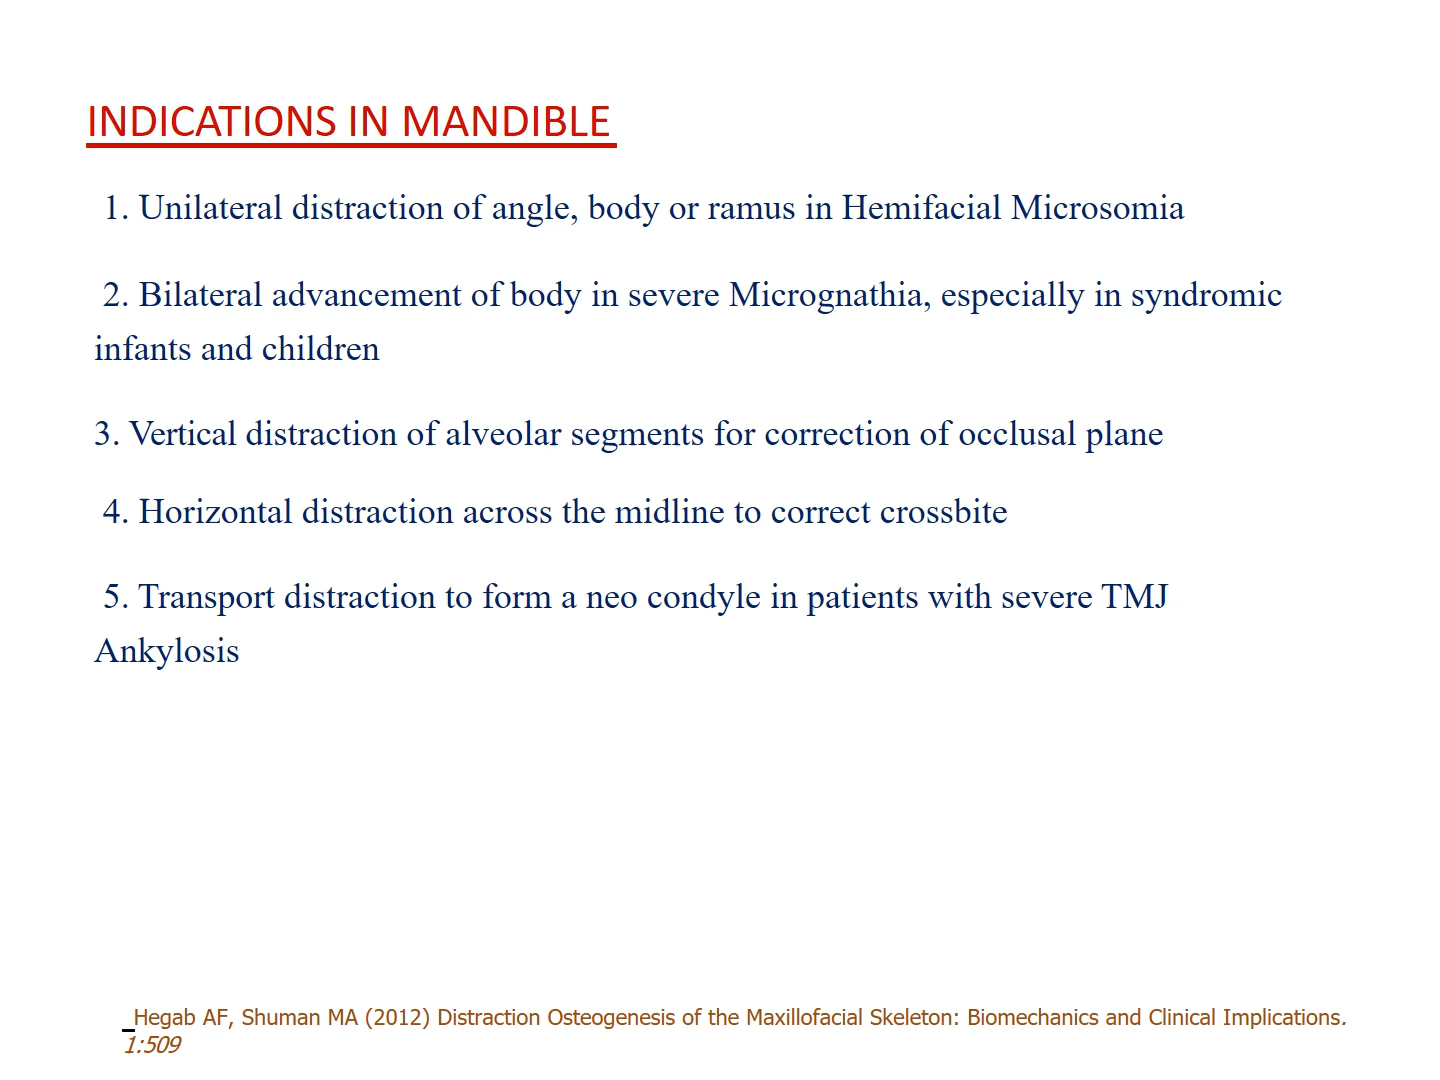 INDICATIONS IN MANDIBLE
1. Unilateral distraction of angle, body or ramus in Hemifacial Microsomia
2. Bilateral advancement of body in severe Micrognathia, especially in syndromic
infants and children
3. Vertical distraction of alveolar segments for correction of occlusal plane
4. Horizontal distraction across the midline to correct crossbite
5. Transport distraction to form a neo condyle in patients with severe TMJ
Ankylosis
_Hegab AF, Shuman MA (2012) Distraction Osteogenesis of the Maxillofacial Skeleton: Biomechanics and Clinical Implications.
1:509